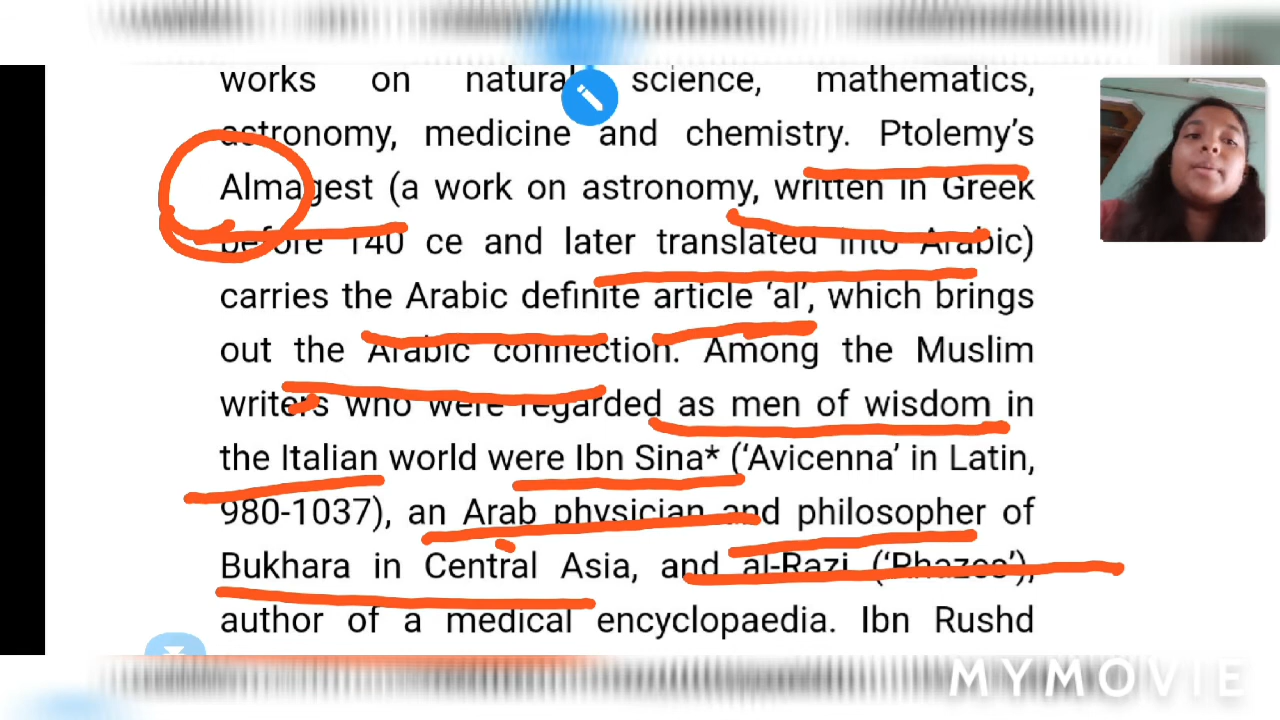 works on natural science, mathematics,
astronomy, medicine and chemistry. Ptolemy's
Almagest (a work on astronomy, written in Greek
before 140 ce and later translated into Arabic)
carries the Arabic definite article 'al', which brings
out the Arabic connection. Among the Muslim
writers who were regarded as men of wisdom in
the Italian world were Ibn Sina* ('Avicenna' in Latin,
980-1037), an Arab physician and philosopher of
Bukhara in Central Asia, and al-Razi ('Rhazes'),
author of a medical encyclopaedia. Ibn Rushd
MYMOVIE